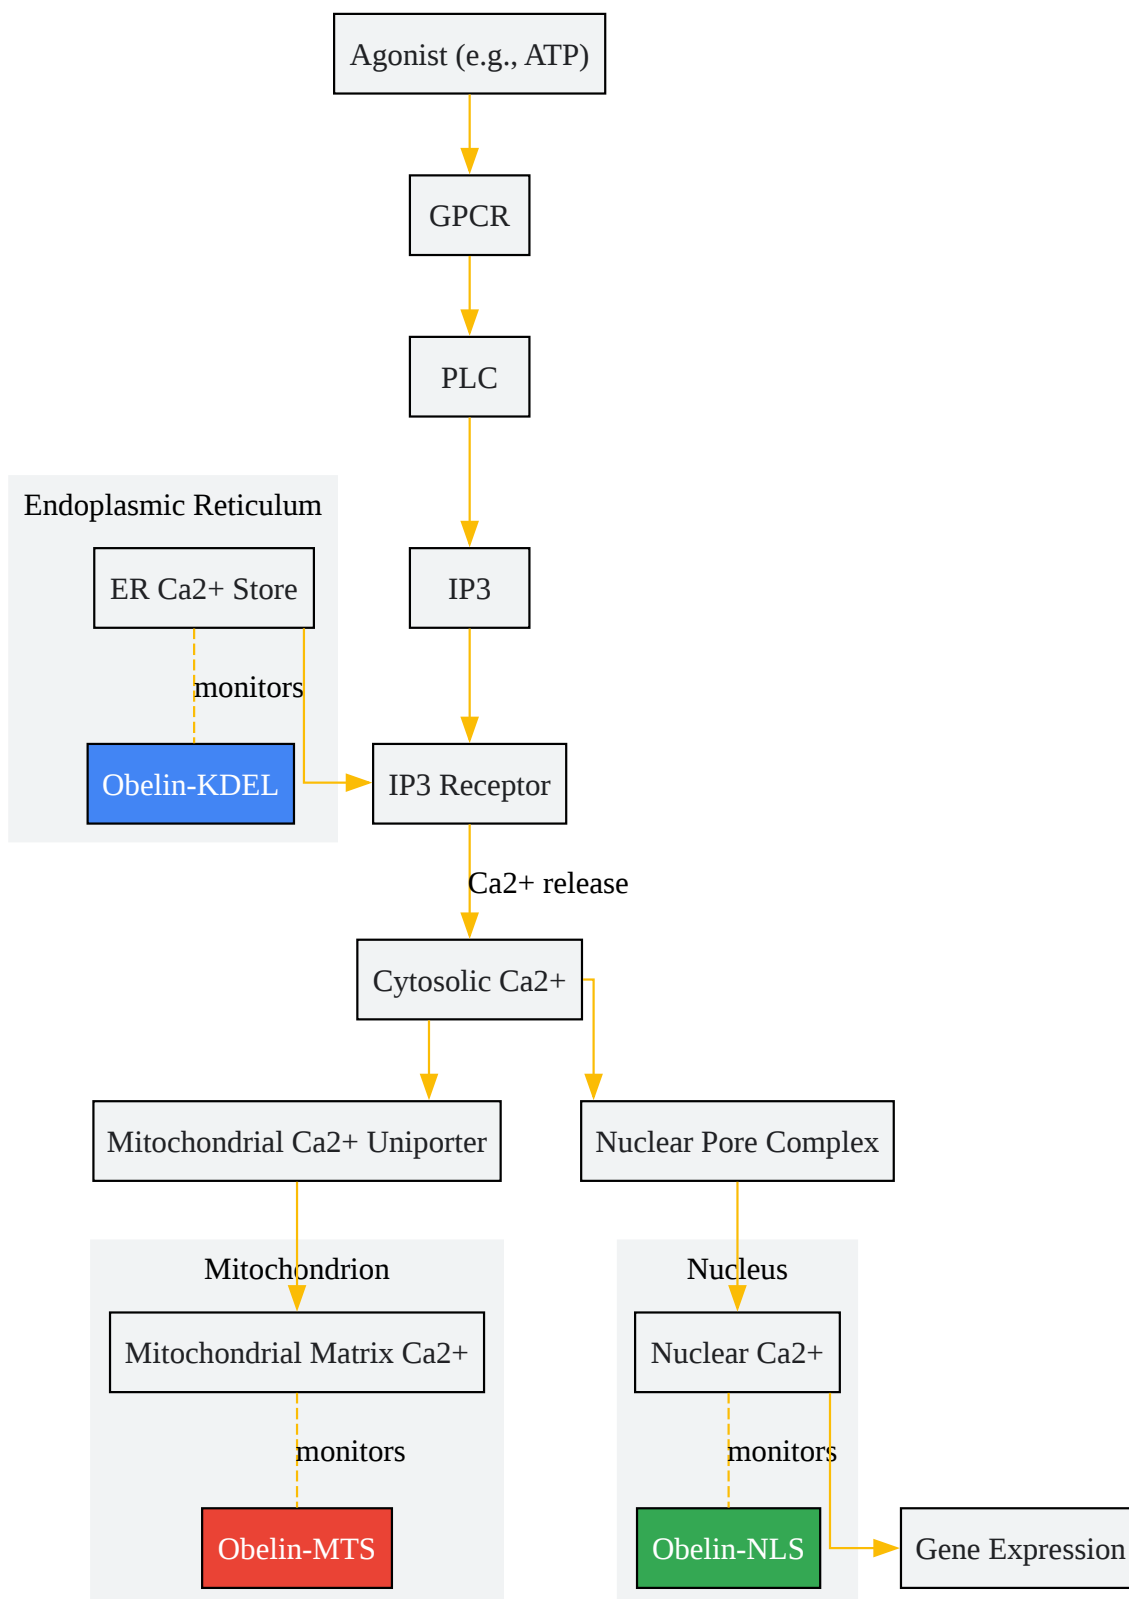 Agonist (e.g., ATP)
GPCR
PLC
Endoplasmic Reticulum
ER Ca2+ Store
IP3
monitors
Obelin-KDEL
IP3 Receptor
Ca2+ release
Cytosolic Ca2+
Mitochondrial Ca2+ Uniporter
Nuclear Pore Complex
Mitochondrion
Nucleus
Mitochondrial Matrix Ca2+
Nuclear Ca2+
monitors
monitors
Obelin-MTS
Obelin-NLS
Gene Expression